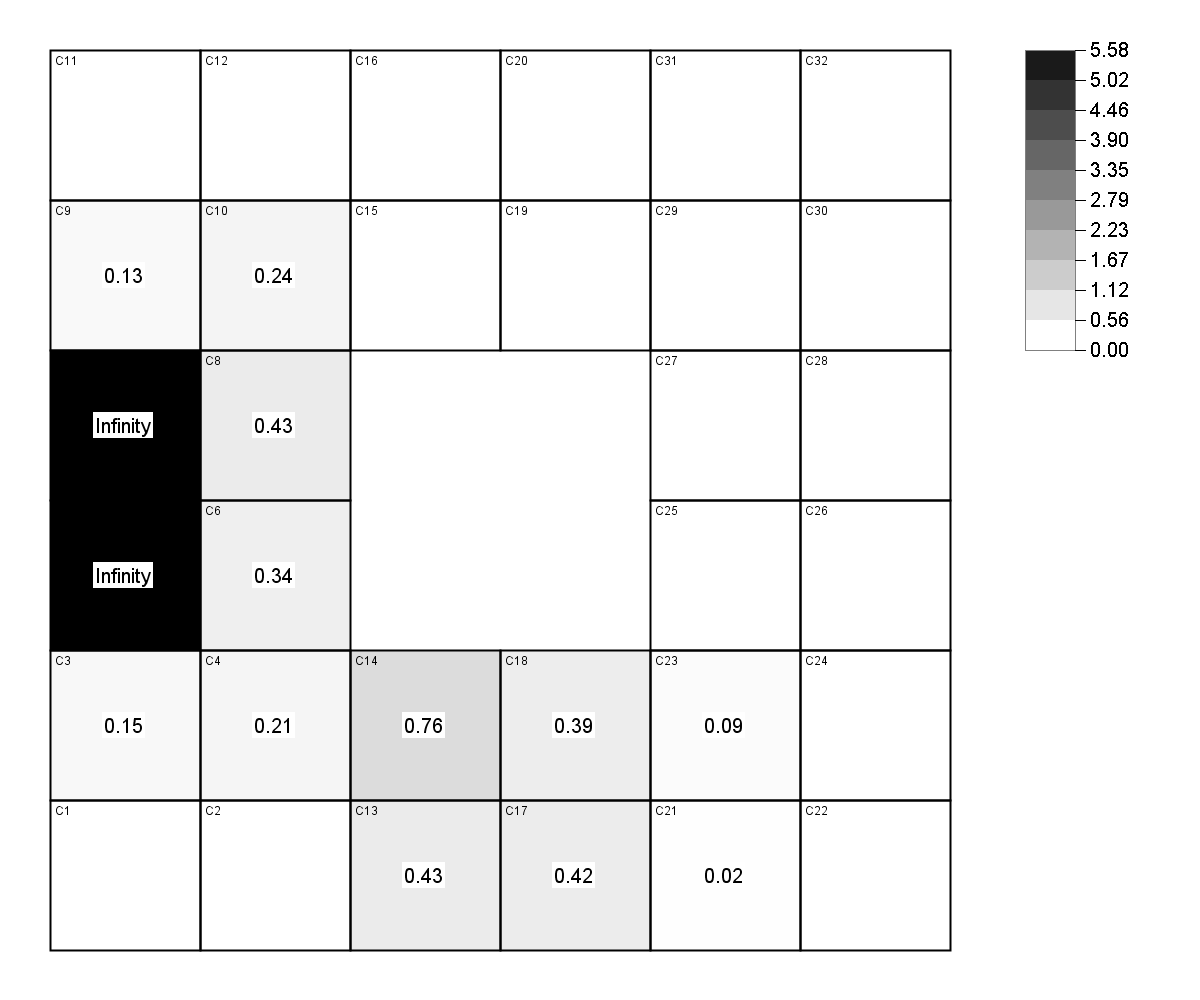 C11 C12 C16 C20 C31 C32
C9 C10 C15 C19 C29 C30
0.13 0.24
C8 C27 C28
Infinity 0.43
C6 C25 C26
Infinity 0.34
C3 C4 C14 C18 C23 C24
0.15 0.21 0.76 0.39 0.09
C1 C2 C13 C17 C21 C22
0.43 0.42 0.02
5.58
5.02
4.46
3.90
3.35
2.79
2.23
1.67
1.12
0.56
0.00